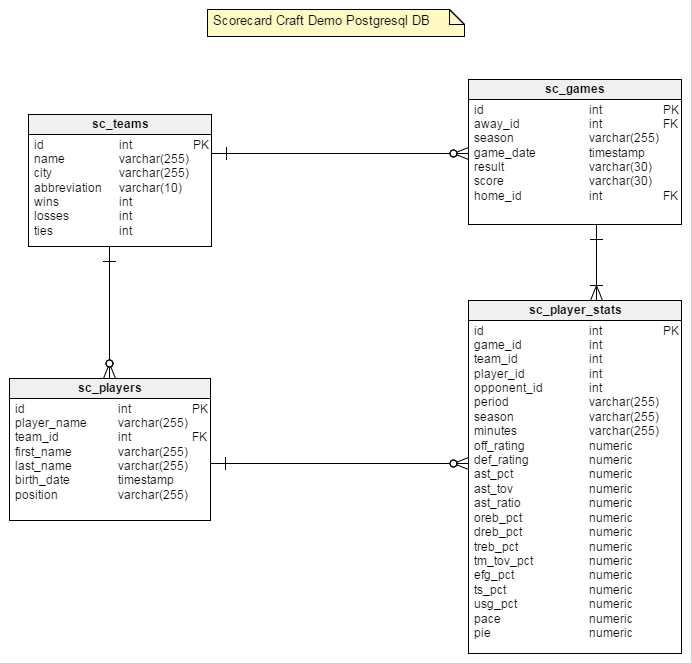 Scorecard Craft Demo Postgresql DB
sc_teams
id int PK
name varchar(255)
city varchar(255)
abbreviation varchar(10)
wins int
losses int
ties int
sc_games
id int PK
away_id int FK
season varchar(255)
game_date timestamp
result varchar(30)
score varchar(30)
home_id int FK
sc_players
id int PK
player_name varchar(255)
team_id int FK
first_name varchar(255)
last_name varchar(255)
birth_date timestamp
position varchar(255)
sc_player_stats
id int PK
game_id int
team_id int
player_id int
opponent_id int
period varchar(255)
season varchar(255)
minutes varchar(255)
off_rating numeric
def_rating numeric
ast_pct numeric
ast_tov numeric
ast_ratio numeric
oreb_pct numeric
dreb_pct numeric
treb_pct numeric
tm_tov_pct numeric
efg_pct numeric
ts_pct numeric
usg_pct numeric
pace numeric
pie numeric